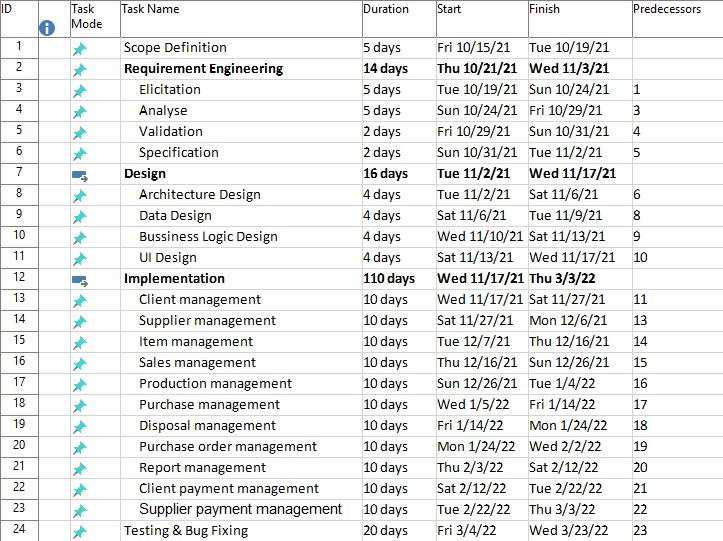 ID Task Mode Task Name Duration Start Finish Predecessors
1 Scope Definition 5 days Fri 10/15/21 Tue 10/19/21
2 Requirement Engineering 14 days Thu 10/21/21 Wed 11/3/21
3 Elicitation 5 days Tue 10/19/21 Sun 10/24/21 1
4 Analyse 5 days Sun 10/24/21 Fri 10/29/21 3
5 Validation 2 days Fri 10/29/21 Sun 10/31/21 4
6 Specification 2 days Sun 10/31/21 Tue 11/2/21 5
7 Design 16 days Tue 11/2/21 Wed 11/17/21
8 Architecture Design 4 days Tue 11/2/21 Sat 11/6/21 6
9 Data Design 4 days Sat 11/6/21 Tue 11/9/21 8
10 Bussiness Logic Design 4 days Wed 11/10/21 Sat 11/13/21 9
11 UI Design 4 days Sat 11/13/21 Wed 11/17/21 10
12 Implementation 110 days Wed 11/17/21 Thu 3/3/22
13 Client management 10 days Wed 11/17/21 Sat 11/27/21 11
14 Supplier management 10 days Sat 11/27/21 Mon 12/6/21 13
15 Item management 10 days Tue 12/7/21 Thu 12/16/21 14
16 Sales management 10 days Thu 12/16/21 Sun 12/26/21 15
17 Production management 10 days Sun 12/26/21 Tue 1/4/22 16
18 Purchase management 10 days Wed 1/5/22 Fri 1/14/22 17
19 Disposal management 10 days Fri 1/14/22 Mon 1/24/22 18
20 Purchase order management 10 days Mon 1/24/22 Wed 2/2/22 19
21 Report management 10 days Thu 2/3/22 Sat 2/12/22 20
22 Client payment management 10 days Sat 2/12/22 Tue 2/22/22 21
23 Supplier payment management 10 days Tue 2/22/22 Thu 3/3/22 22
24 Testing & Bug Fixing 20 days Fri 3/4/22 Wed 3/23/22 23